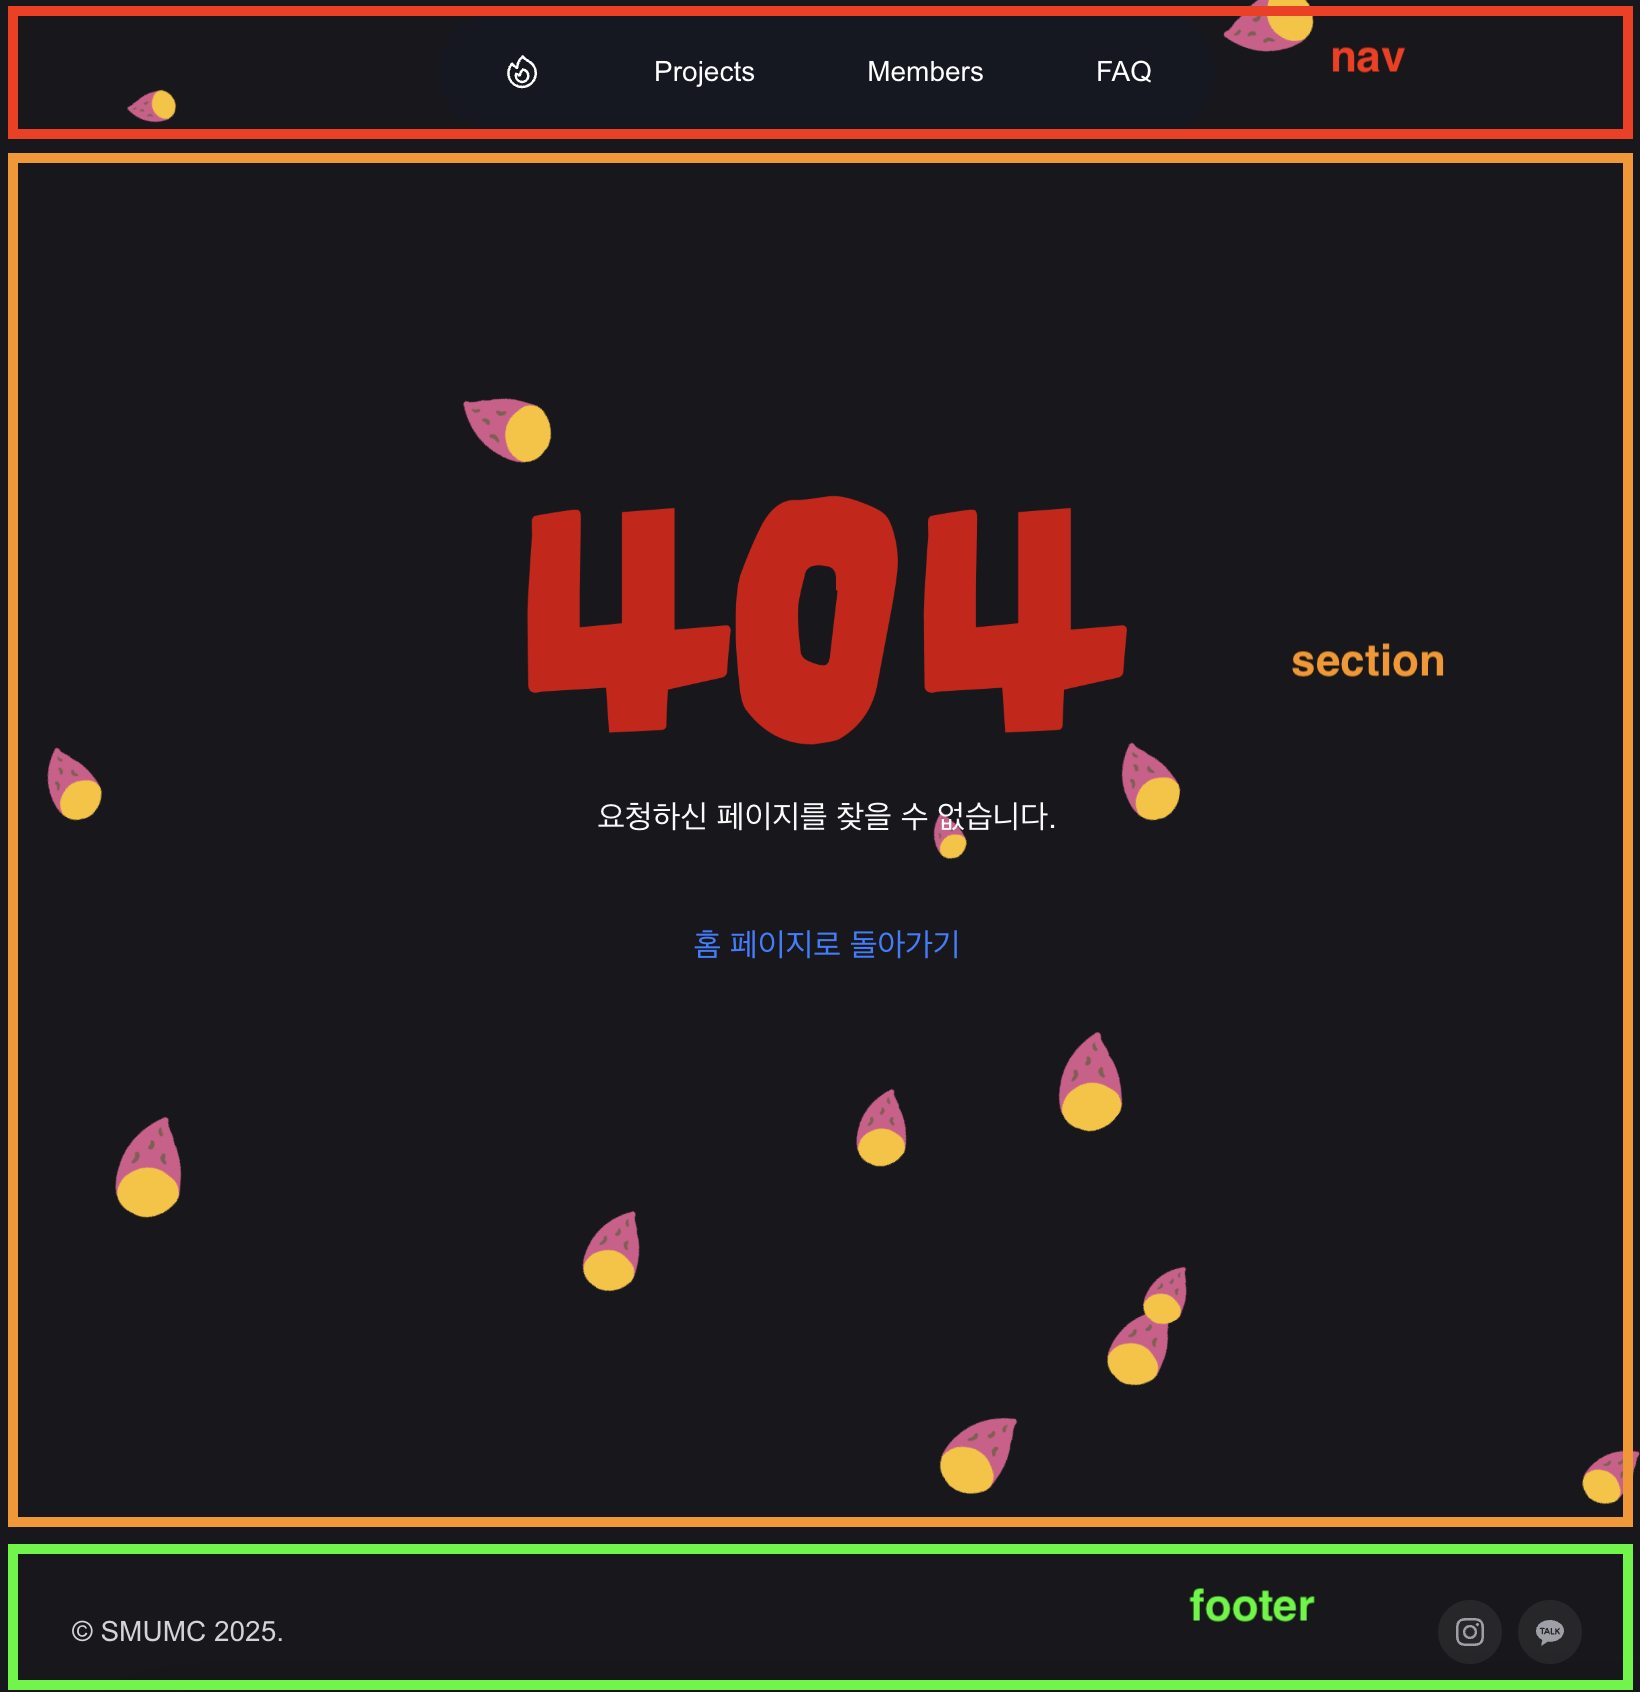 Projects
Members
FAQ
nav
404
section
요청하신 페이지를 찾을 수 없습니다.
홈 페이지로 돌아가기
footer
© SMUMC 2025.
TALK